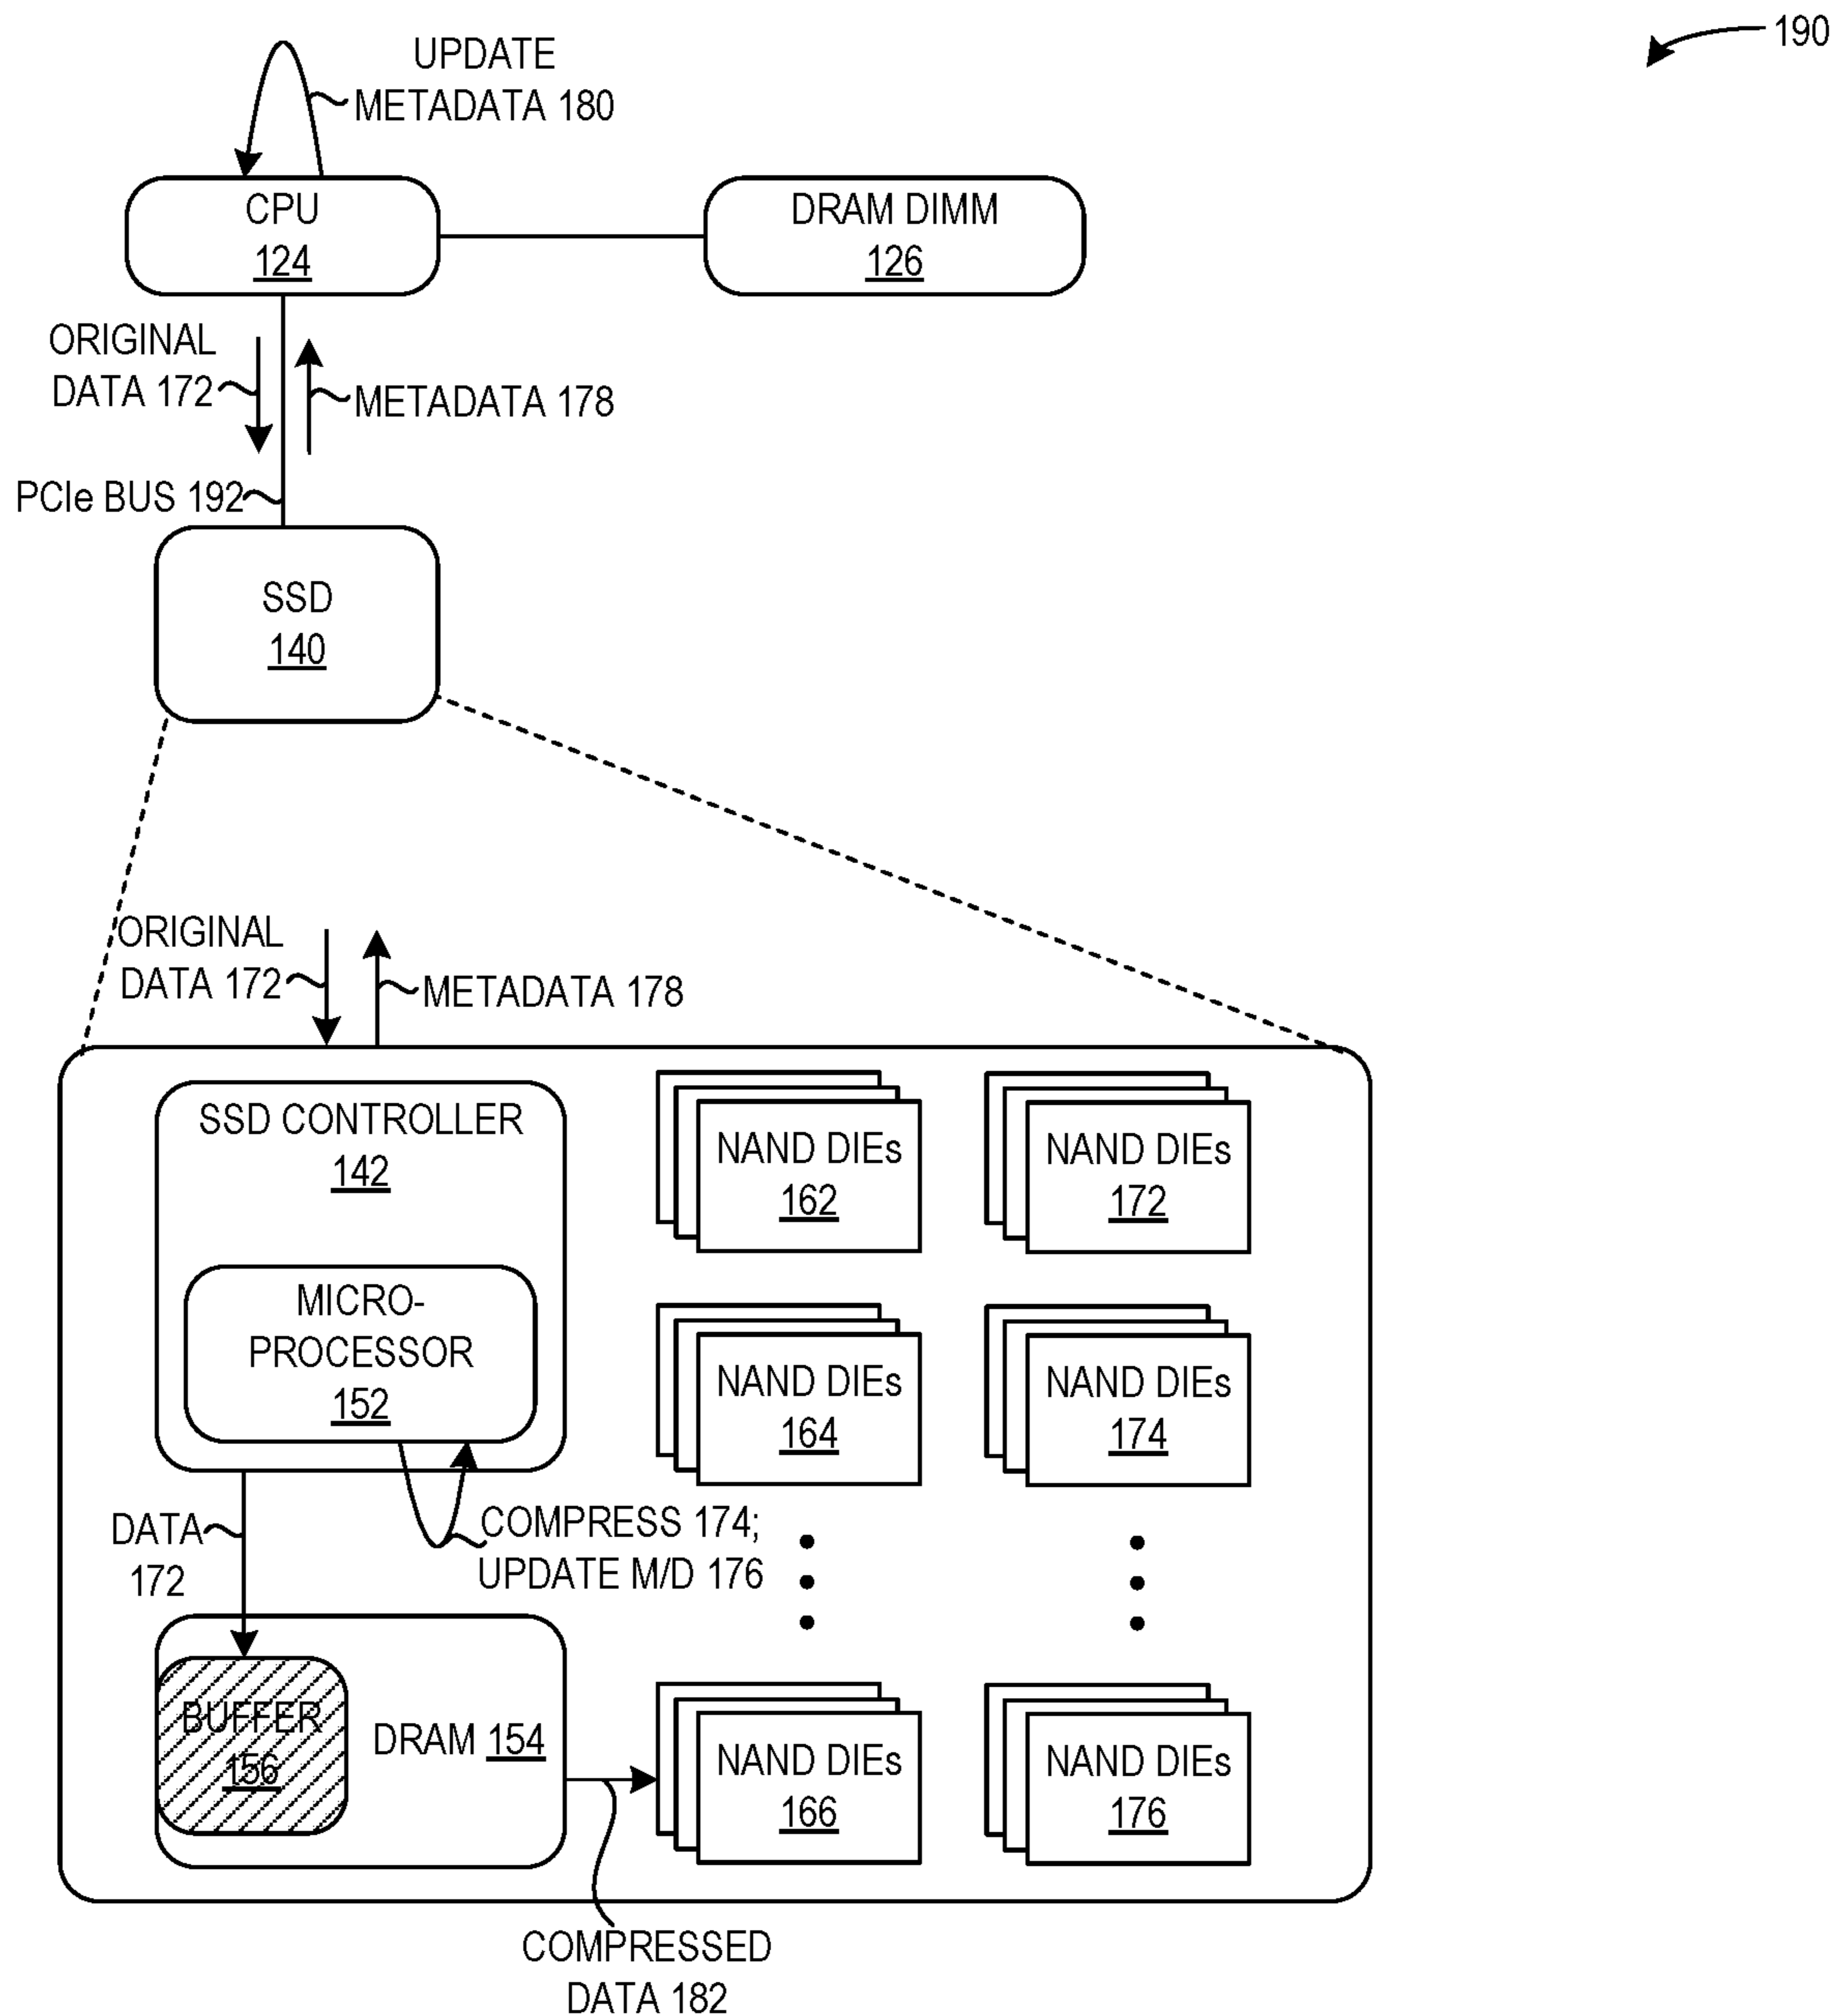 190
UPDATE
METADATA 180
CPU
124
DRAM DIMM
126
ORIGINAL
DATA 172
METADATA 178
PCIe BUS 192
SSD
140
ORIGINAL
DATA 172
METADATA 178
SSD CONTROLLER
142
MICRO-
PROCESSOR
152
NAND DIEs
162
NAND DIEs
172
NAND DIEs
164
NAND DIEs
174
DATA
172
COMPRESS 174;
UPDATE M/D 176
BUFFER
156
DRAM 154
NAND DIEs
166
NAND DIEs
176
COMPRESSED
DATA 182